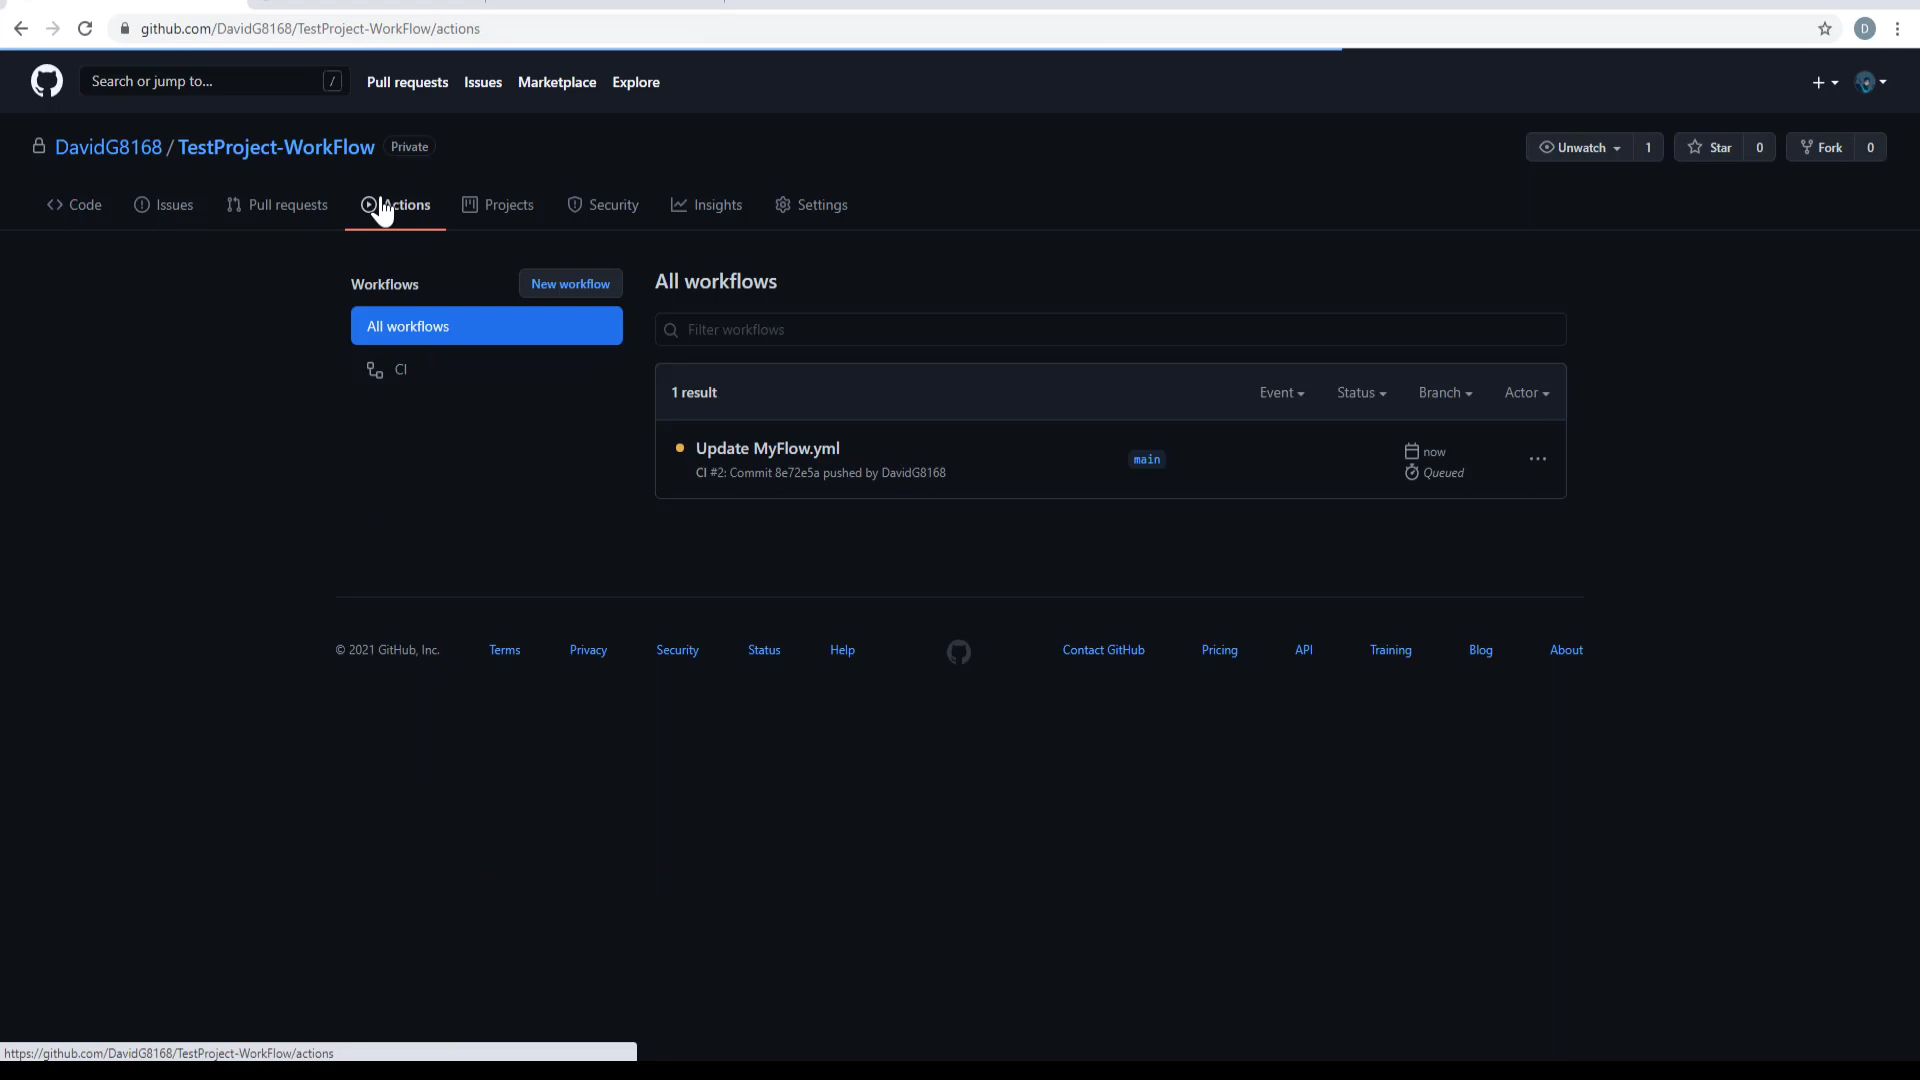 github.com/DavidG8168/TestProject-WorkFlow/actions
D
Search or jump to... /
Pull requests Issues Marketplace Explore
DavidG8168 / TestProject-WorkFlow Private
Unwatch 1 Star 0 Fork 0
Code Issues Pull requests Actions Projects Security Insights Settings
Workflows New workflow
All workflows
CI
All workflows
Filter workflows
1 result Event Status Branch Actor
Update MyFlow.yml
CI #2: Commit 8e72e5a pushed by DavidG8168
main
now
Queued
© 2021 GitHub, Inc. Terms Privacy Security Status Help Contact GitHub Pricing API Training Blog About
https://github.com/DavidG8168/TestProject-WorkFlow/actions